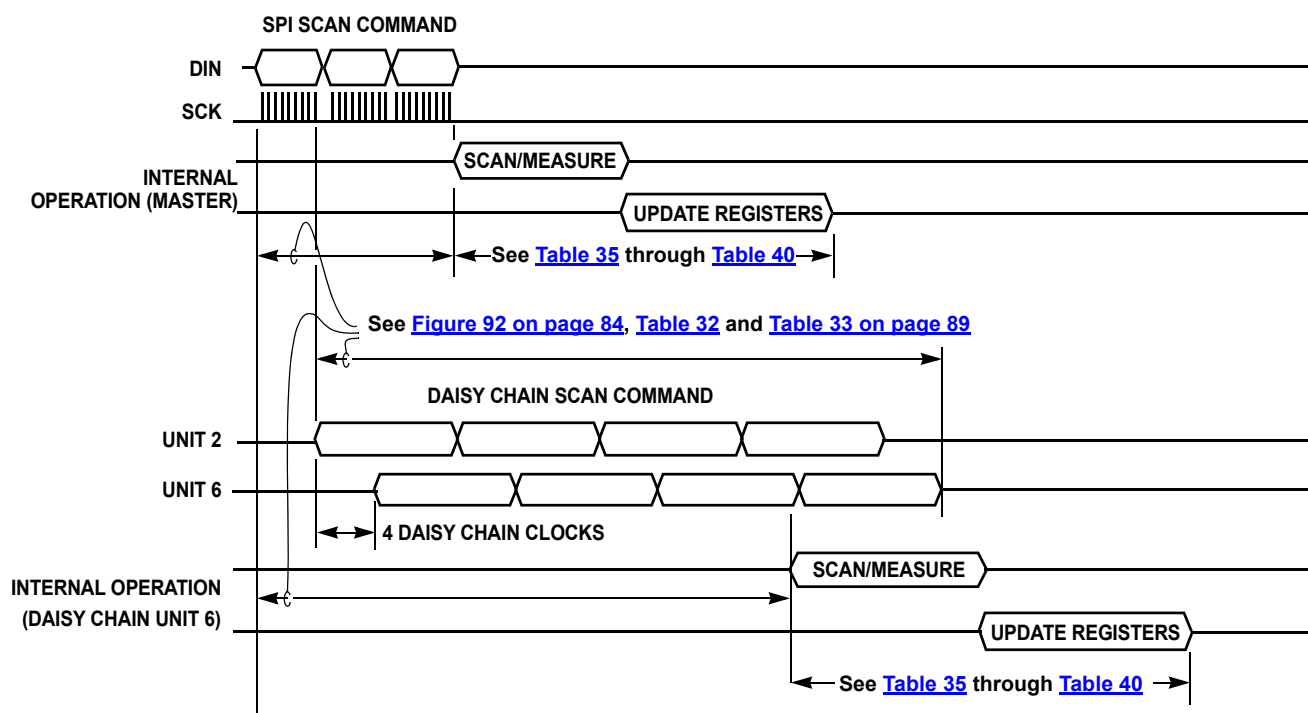 SPI SCAN COMMAND
DIN
SCK
SCAN/MEASURE
INTERNAL
OPERATION (MASTER)
UPDATE REGISTERS
See Table 35 through Table 40
See Figure 92 on page 84, Table 32 and Table 33 on page 89
DAISY CHAIN SCAN COMMAND
UNIT 2
UNIT 6
4 DAISY CHAIN CLOCKS
SCAN/MEASURE
INTERNAL OPERATION
(DAISY CHAIN UNIT 6)
UPDATE REGISTERS
See Table 35 through Table 40